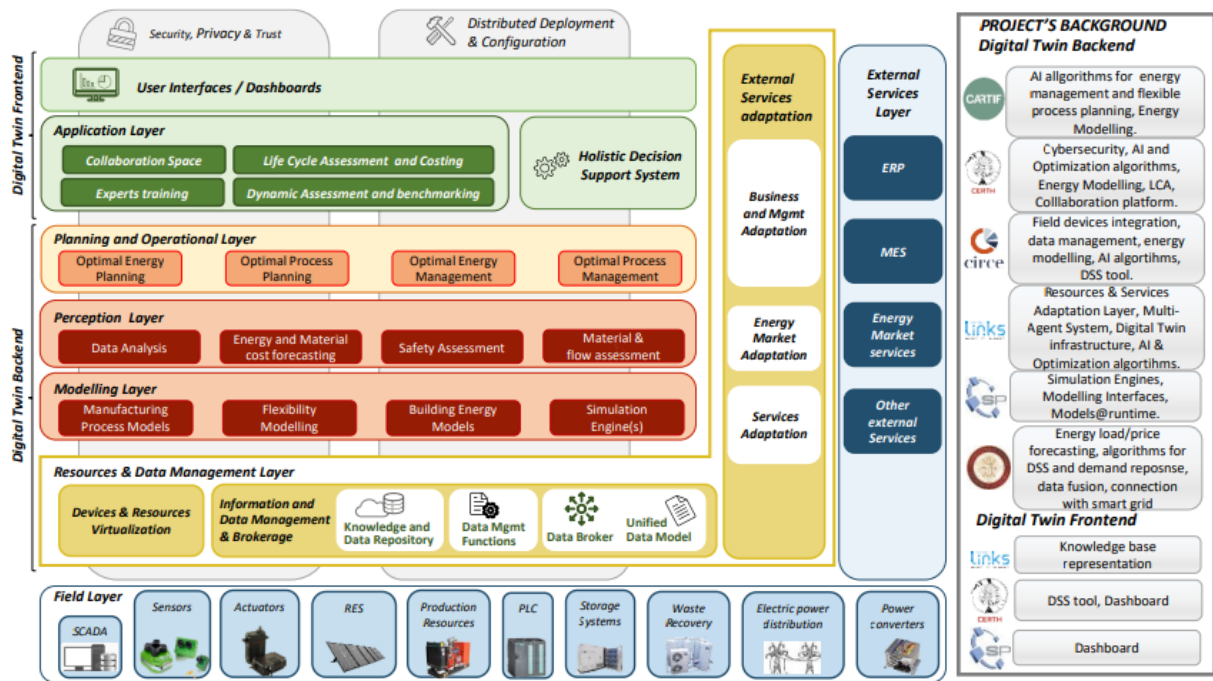 Security, Privacy & Trust
Distributed Deployment
& Configuration
Digital Twin Frontend
User Interfaces / Dashboards
Application Layer
Collaboration Space
Life Cycle Assessment and Costing
Experts training
Dynamic Assessment and benchmarking
Holistic Decision
Support System
Digital Twin Backend
Planning and Operational Layer
Optimal Energy
Planning
Optimal Process
Planning
Optimal Energy
Management
Optimal Process
Management
Perception Layer
Data Analysis
Energy and Material
cost forecasting
Safety Assessment
Material &
flow assessment
Modelling Layer
Manufacturing
Process Models
Flexibility
Modelling
Building Energy
Models
Simulation
Engine(s)
Resources & Data Management Layer
Devices & Resources
Virtualization
Information and
Data Management
& Brokerage
Knowledge and
Data Repository
Data Mgmt
Functions
Data Broker
Unified
Data Model
External
Services
adaptation
Business
and Mgmt
Adaptation
Energy
Market
Adaptation
Services
Adaptation
External
Services
Layer
ERP
MES
Energy
Market
services
Other
external
Services
Field Layer
SCADA
Sensors
Actuators
RES
Production
Resources
PLC
Storage
Systems
Waste
Recovery
Electric power
distribution
Power
converters
PROJECT'S BACKGROUND
Digital Twin Backend
CARTIF
AI allgorithms for energy
management and flexible
process planning, Energy
Modelling.
CERTH
Cybersecurity, AI and
Optimization algorithms,
Energy Modelling, LCA,
Colllaboration platform.
circe
Field devices integration,
data management, energy
modelling, AI algortihms,
DSS tool.
links
Resources & Services
Adaptation Layer, Multi-
Agent System, Digital Twin
infrastructure, AI &
Optimization algortihms.
SP
Simulation Engines,
Modelling Interfaces,
Models@runtime.
Energy load/price
forecasting, algorithms for
DSS and demand reposnse,
data fusion, connection
with smart grid
Digital Twin Frontend
links
Knowledge base
representation
CERTH
DSS tool, Dashboard
SP
Dashboard